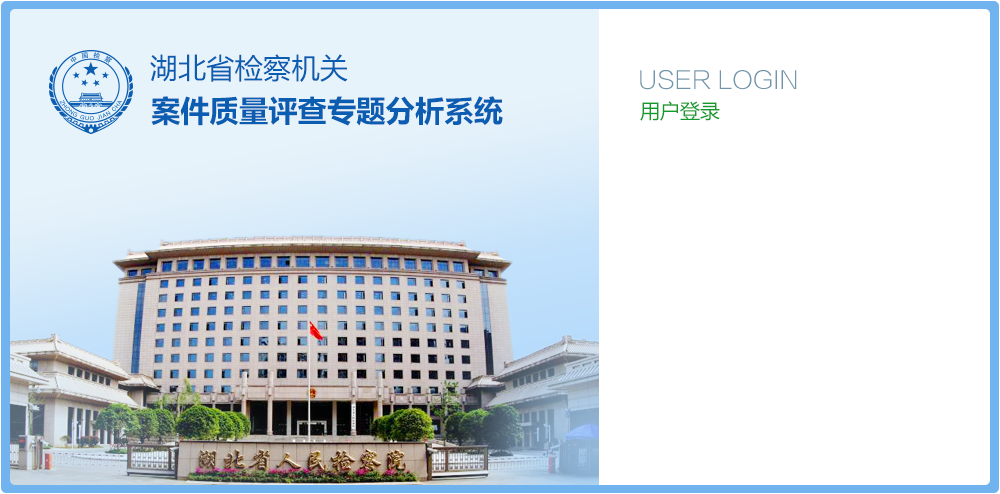 中国检察
ZHONG GUO JIAN CHA
湖北省检察机关
案件质量评查专题分析系统
USER LOGIN
用户登录
湖北省人民检察院